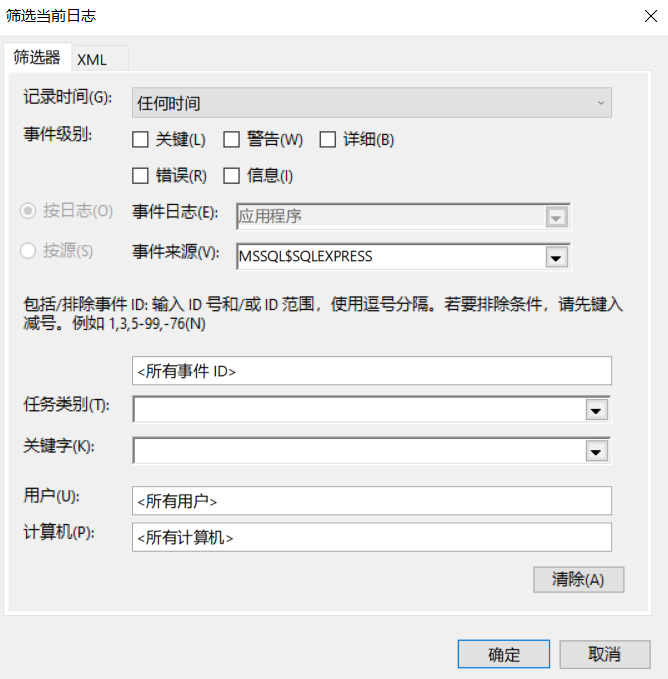 筛选当前日志
筛选器 XML
记录时间(G): 任何时间
事件级别: 关键(L) 警告(W) 详细(B)
错误(R) 信息(I)
按日志(O) 事件日志(E): 应用程序
按源(S) 事件来源(V): MSSQL$SQLEXPRESS
包括/排除事件 ID: 输入 ID 号和/或 ID 范围，使用逗号分隔。若要排除条件，请先键入
减号。例如 1,3,5-99,-76(N)
<所有事件 ID>
任务类别(T):
关键字(K):
用户(U): <所有用户>
计算机(P): <所有计算机>
清除(A)
确定 取消